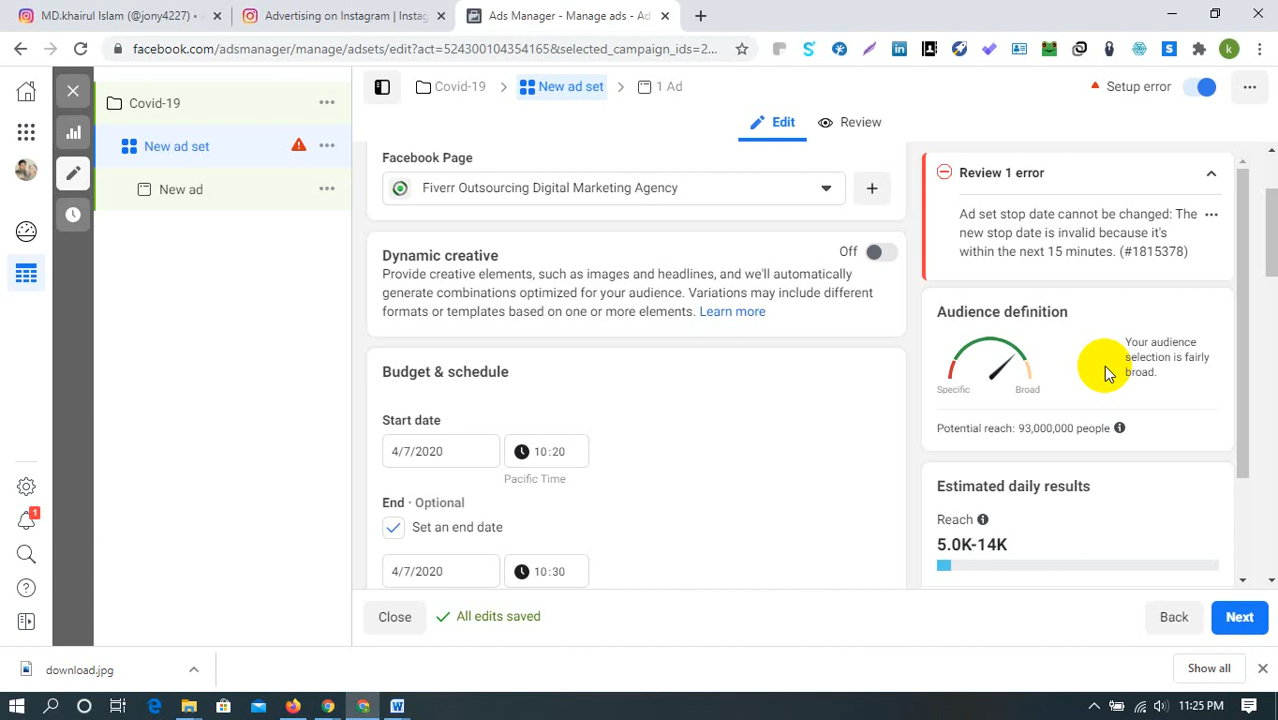 MD.khairul Islam (@jony4227) •
Advertising on Instagram | Instag
Ads Manager - Manage ads - Ad
facebook.com/adsmanager/manage/adsets/edit?act=524300104354165&selected_campaign_ids=2...
k
Covid-19
New ad set
1 Ad
Setup error
Covid-19
New ad set
New ad
Edit
Review
Facebook Page
Fiverr Outsourcing Digital Marketing Agency
Dynamic creative
Off
Provide creative elements, such as images and headlines, and we'll automatically
generate combinations optimized for your audience. Variations may include different
formats or templates based on one or more elements. Learn more
Budget & schedule
Start date
4/7/2020
10:20
Pacific Time
End · Optional
Set an end date
4/7/2020
10:30
Review 1 error
Ad set stop date cannot be changed: The
new stop date is invalid because it's
within the next 15 minutes. (#1815378)
Audience definition
Your audience
selection is fairly
broad.
Specific
Broad
Potential reach: 93,000,000 people
Estimated daily results
Reach
5.0K-14K
1
Close
All edits saved
Back
Next
download.jpg
Show all
11:25 PM